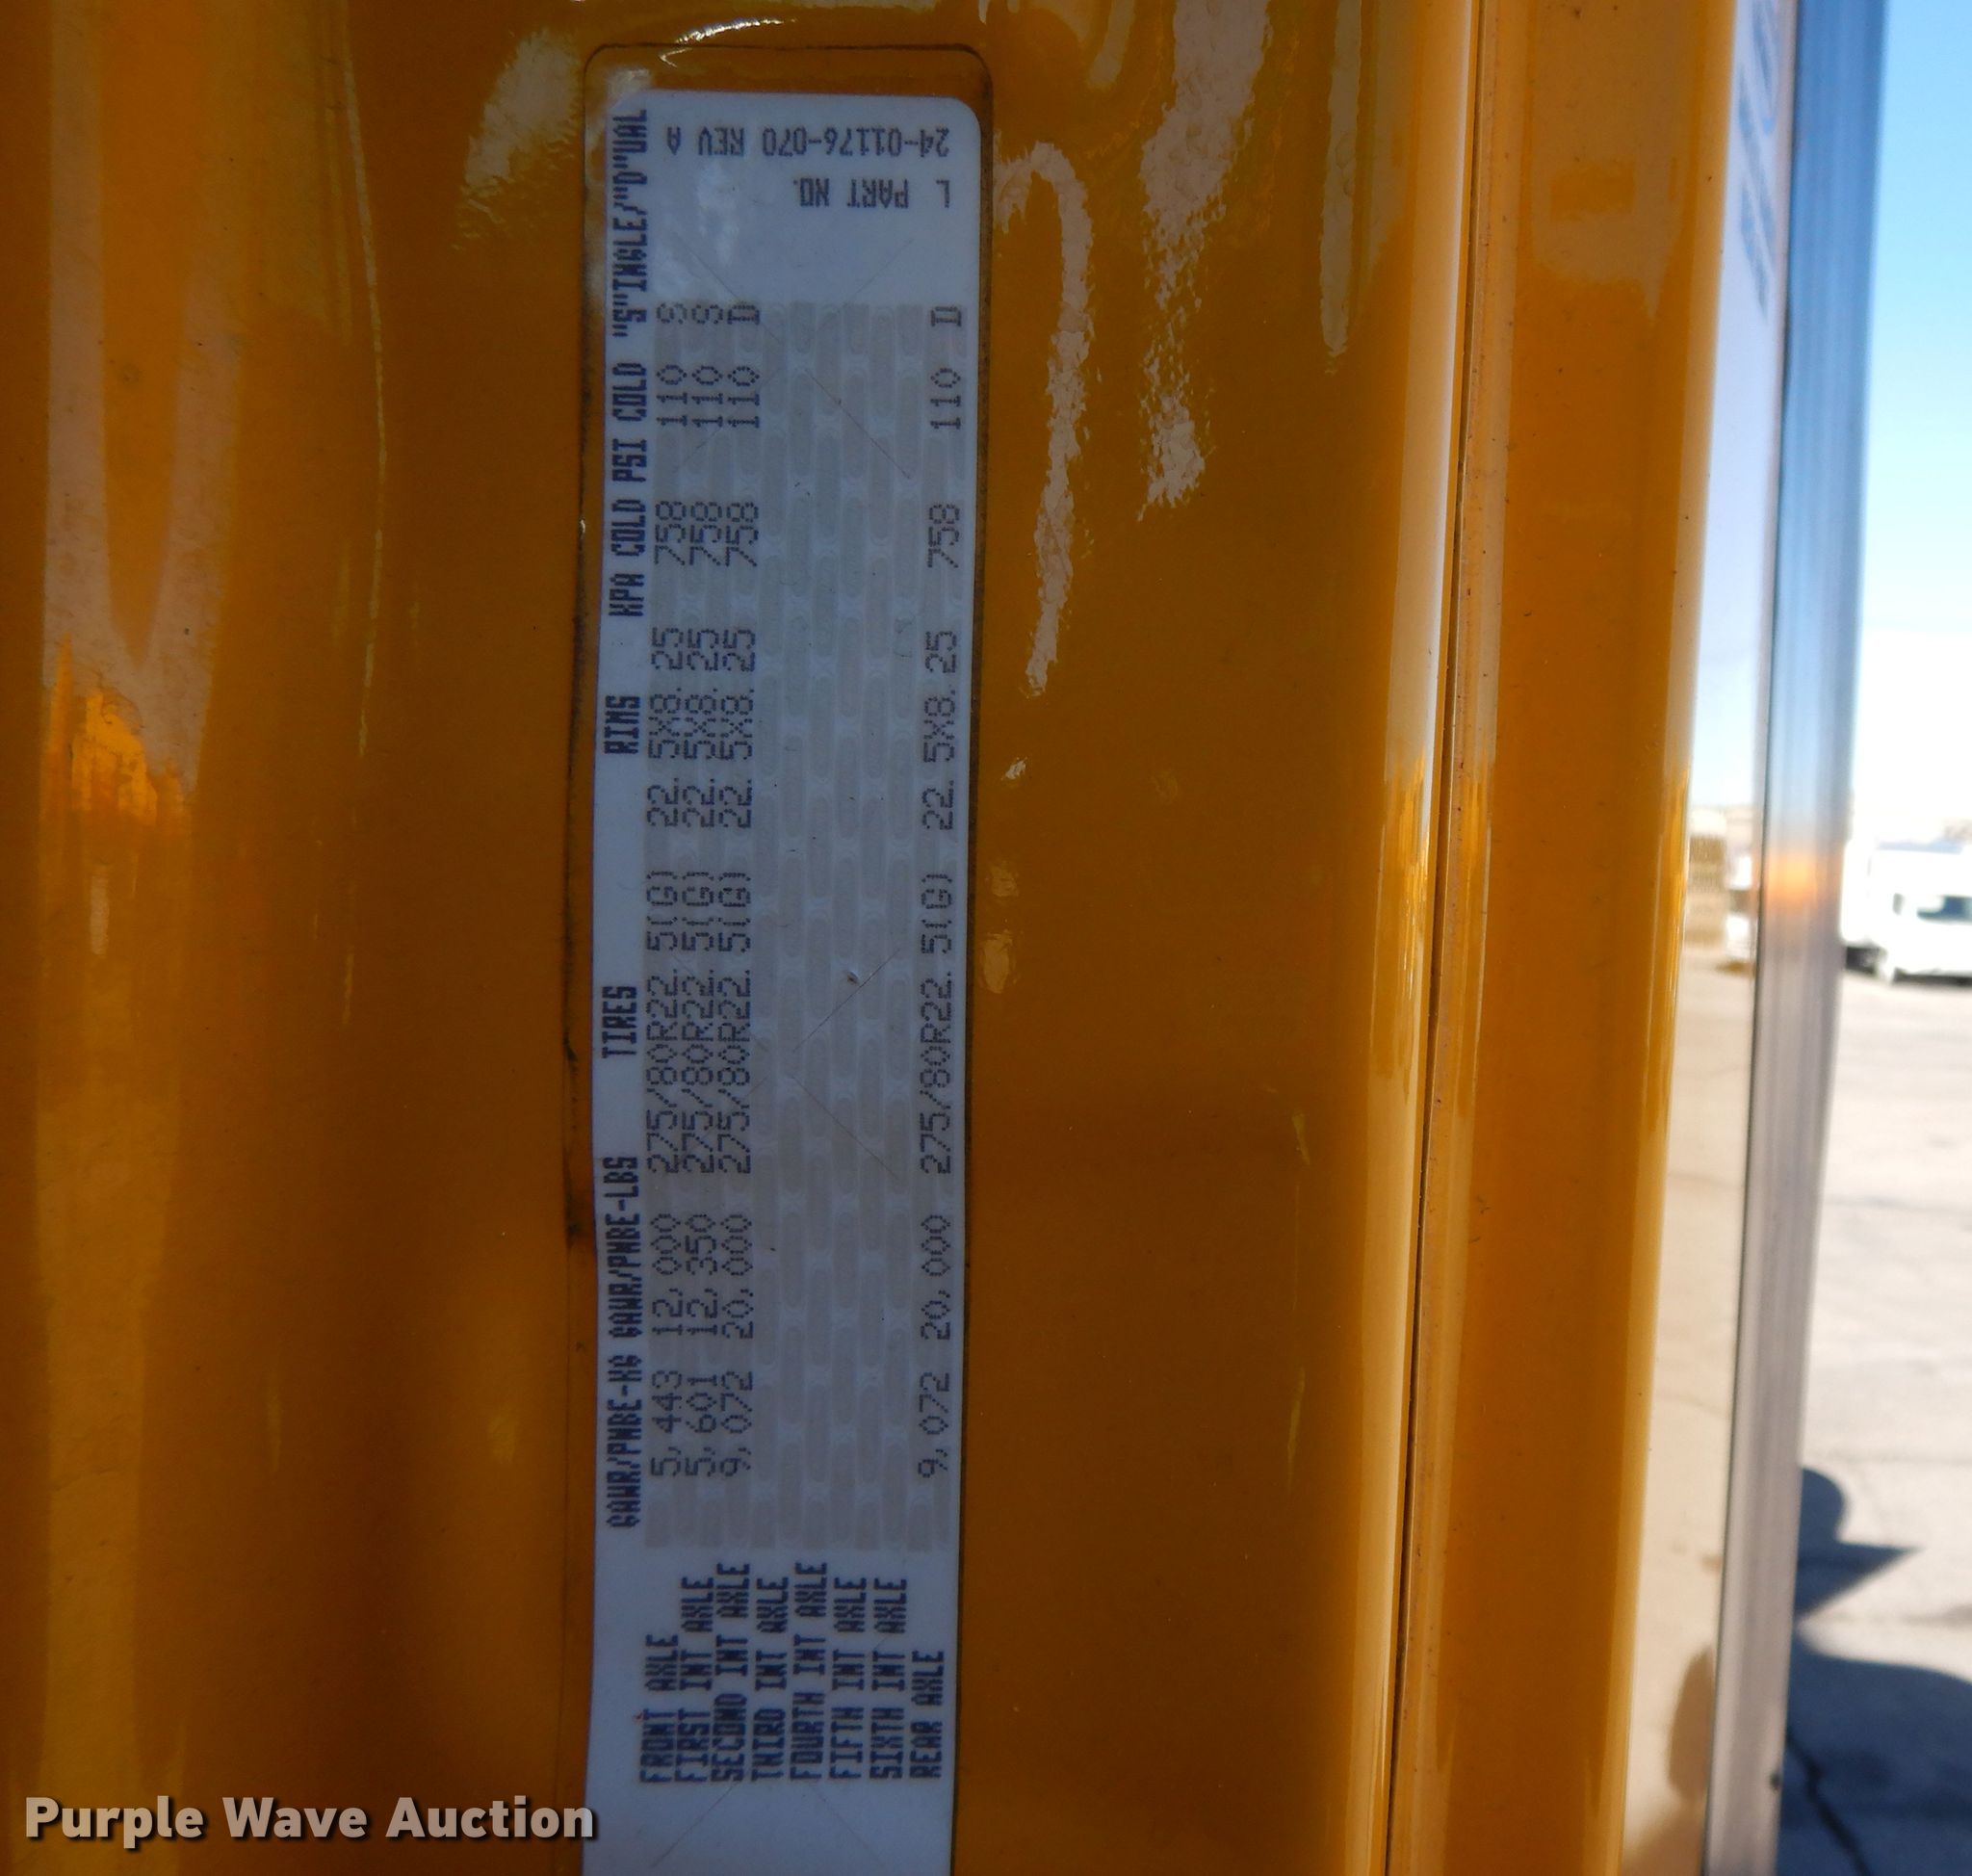 GAWR/PNBE-KG GAWR/PNBE-LBS TIRES RIMS KPA COLD PSI COLD "S"INGLE/"D"UAL
FRONT AXLE 5,443 12,000 275/80R22.5(G) 22.5X8.25 758 110 S
FIRST INT AXLE 5,601 12,350 275/80R22.5(G) 22.5X8.25 758 110 S
SECOND INT AXLE 9,072 20,000 275/80R22.5(G) 22.5X8.25 758 110 D
THIRD INT AXLE
FOURTH INT AXLE
FIFTH INT AXLE
SIXTH INT AXLE
REAR AXLE 9,072 20,000 275/80R22.5(G) 22.5X8.25 758 110 D
L PART NO.
24-01176-070 REV A
Purple Wave Auction